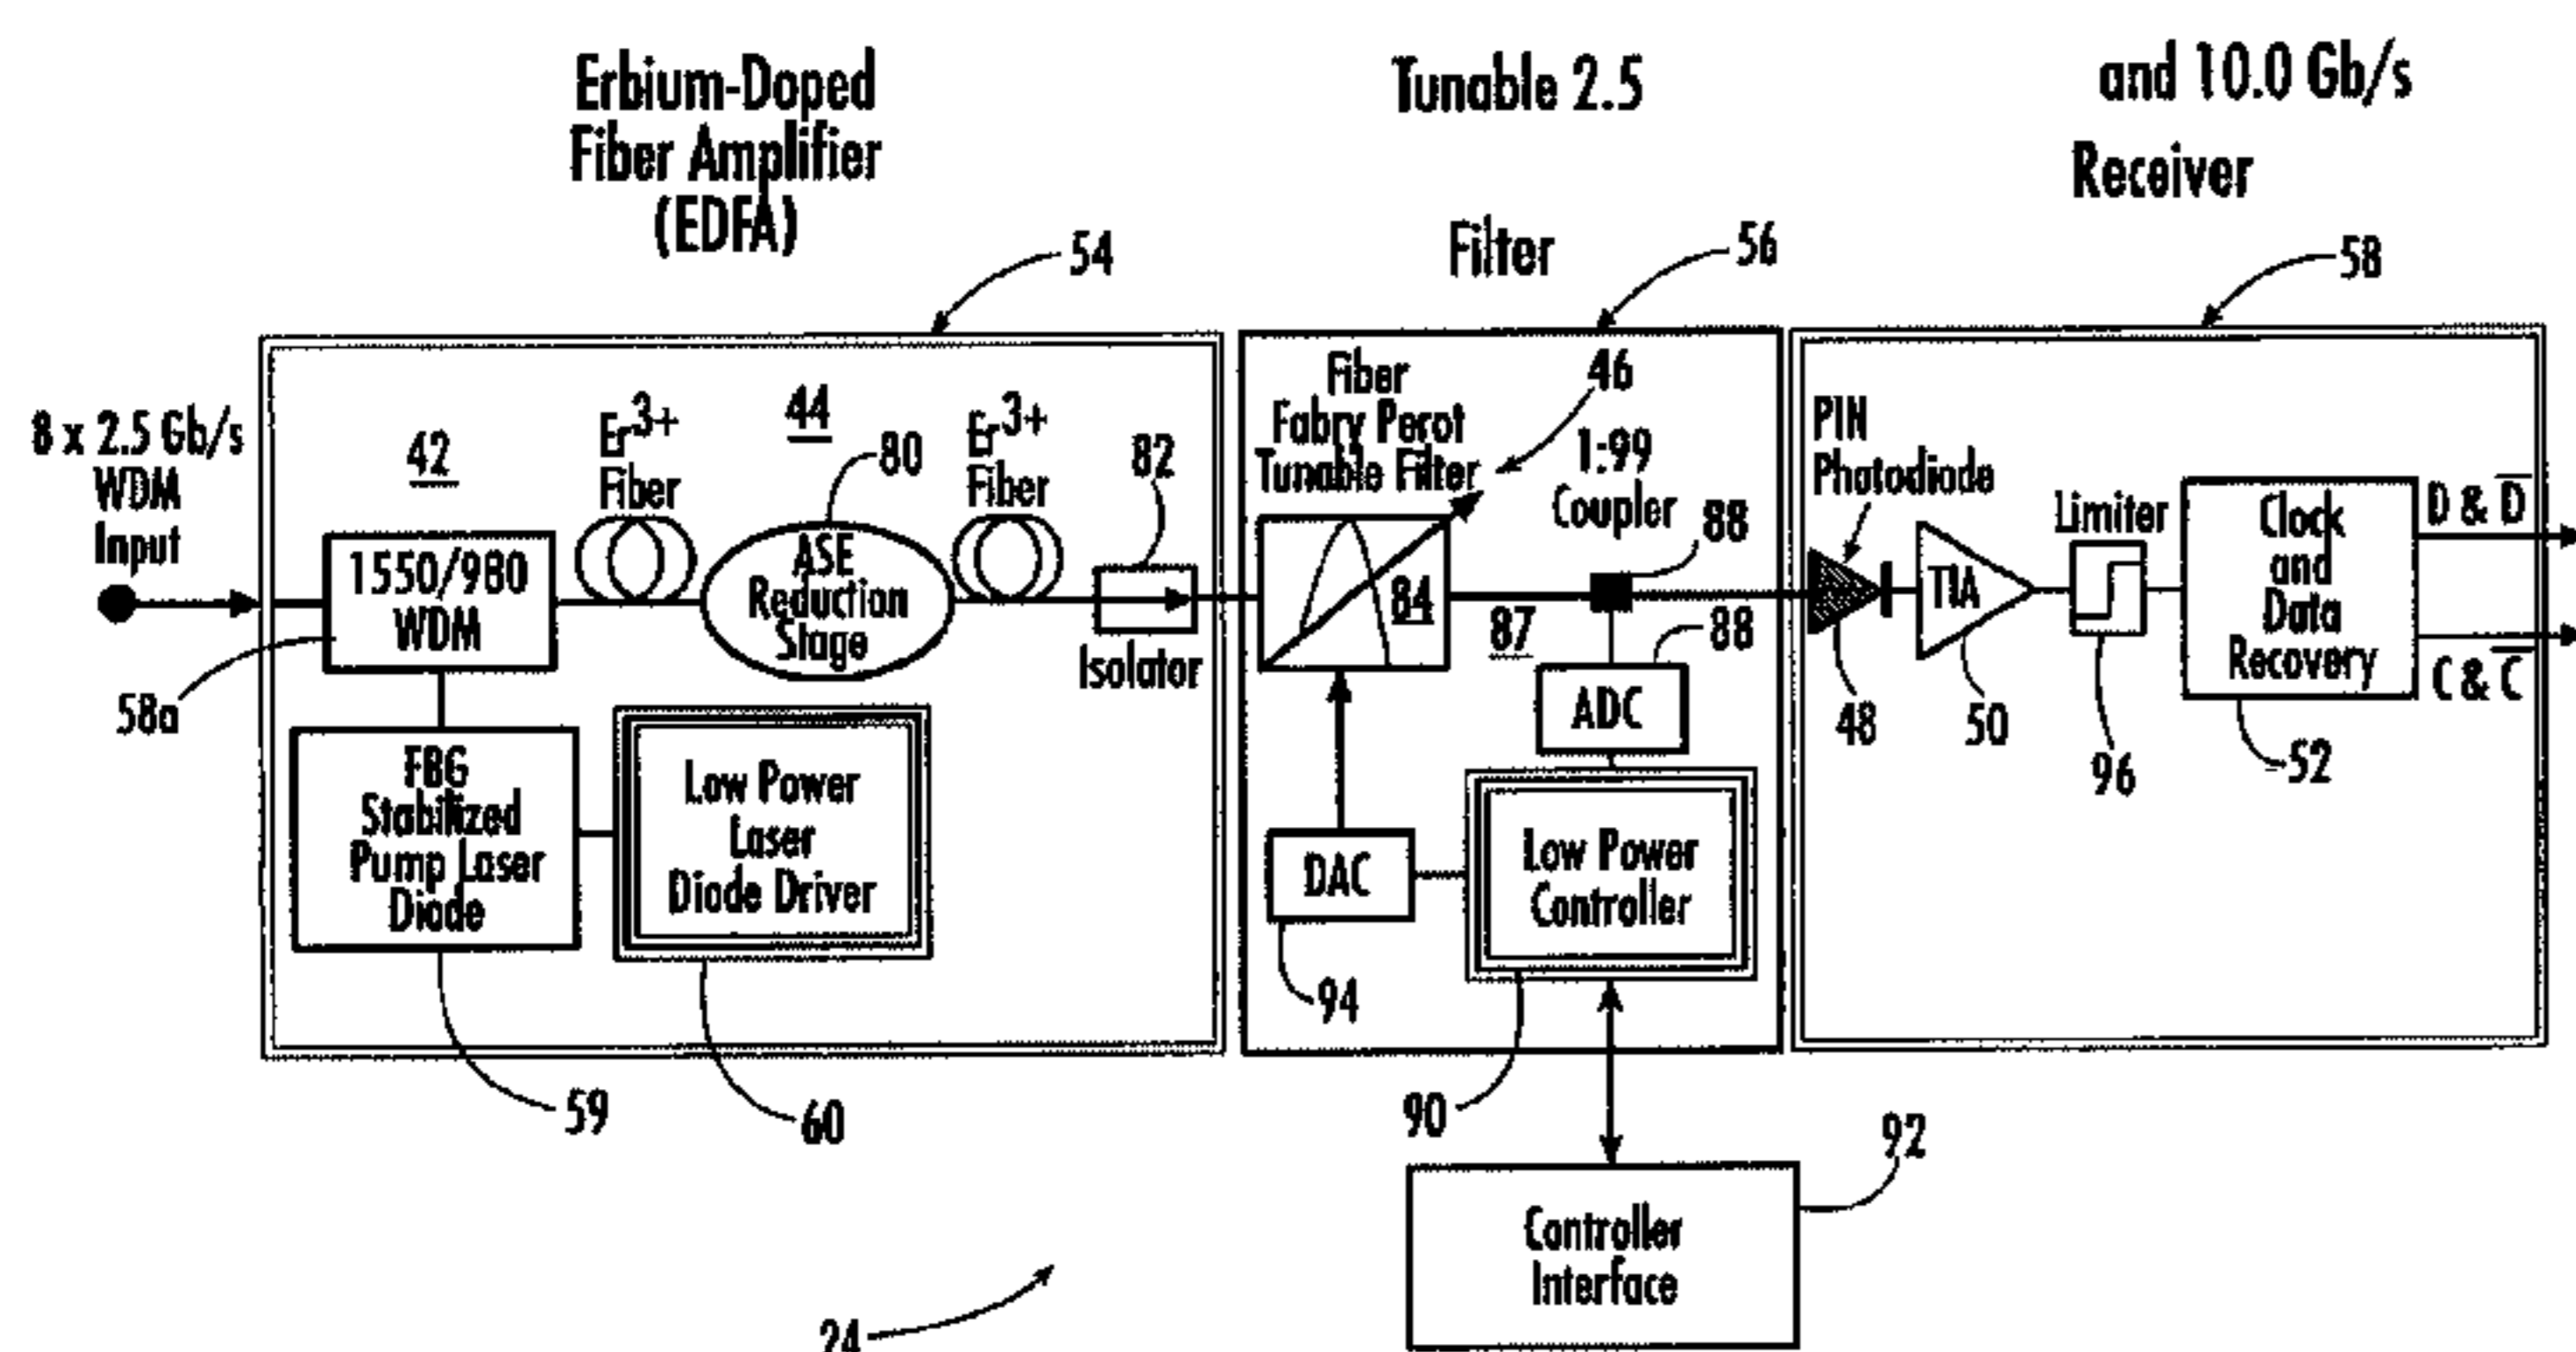 Erbium-Doped
Fiber Amplifier
(EDFA)
54
Tunable 2.5
Filter
56
and 10.0 Gb/s
Receiver
58
8 x 2.5 Gb/s
WDM
Input
42
Er3+
Fiber
44
80
Er3+
Fiber
82
1550/980
WDM
ASE
Reduction
Stage
Isolator
58a
FBG
Stabilized
Pump Laser
Diode
Low Power
Laser
Diode Driver
59
60
Fiber
Fabry Perot
Tunable Filter
46
1:99
Coupler
88
84
87
88
ADC
DAC
Low Power
Controller
94
90
92
Controller
Interface
PIN
Photodiode
TIA
Limiter
Clock
and
Data
Recovery
D & D̅
C & C̅
48
50
96
52
24